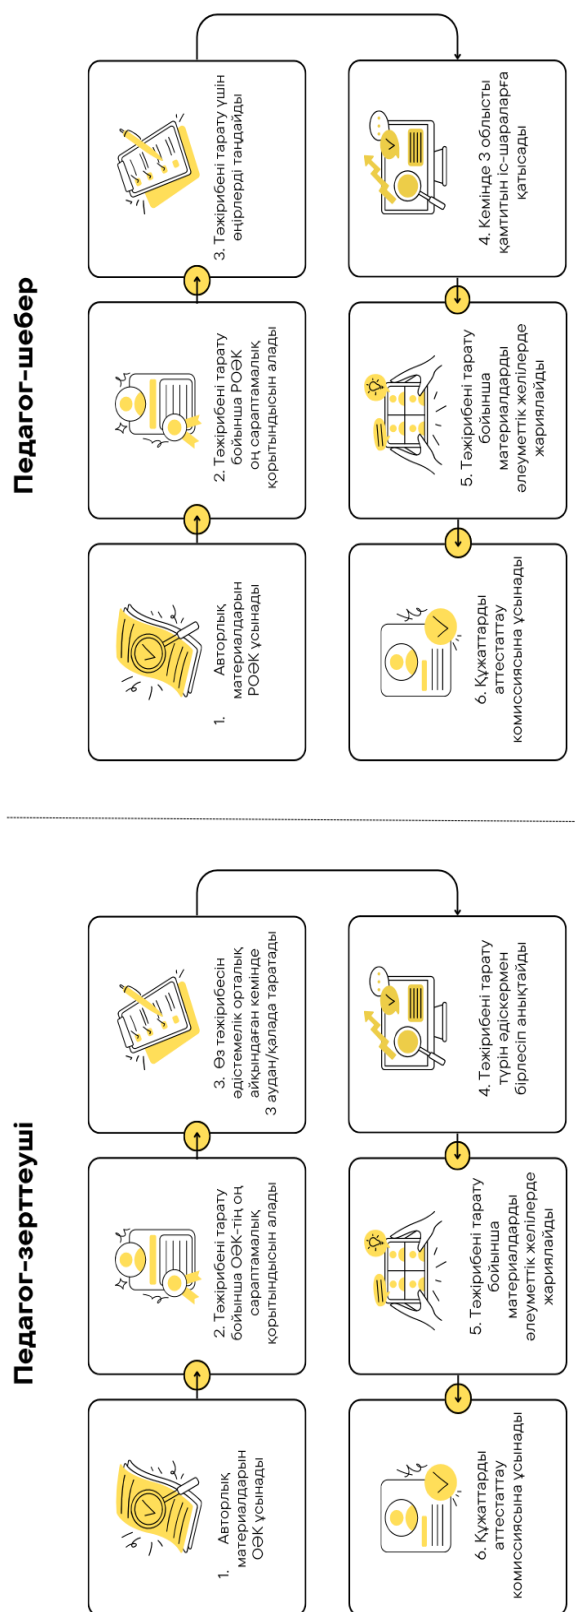 Педагог-зерттеуші
1. Авторлық
материалдарын
ОӘК ұсынады
2. Тәжірибені тарату
бойынша ОӘК-тің оң
сараптамалық
қорытындысын алады
3. Өз тәжірибесін
әдістемелік орталық
айқындаған кемінде
3 аудан/қалада таратады
4. Тәжірибені тарату
түрін әдіскермен
бірлесіп анықтайды
5. Тәжірибені тарату
бойынша
материалдарды
әлеуметтік желілерде
жариялайды
6. Құжаттарды
аттестаттау
комиссиясына ұсынады
Педагог-шебер
1. Авторлық
материалдарын
РОӘК ұсынады
2. Тәжірибені тарату
бойынша РОӘК
оң сараптамалық
қорытындысын алады
3. Тәжірибені тарату үшін
өңірлерді таңдайды
4. Кемінде 3 облысты
қамтитын іс-шараларға
қатысады
5. Тәжірибені тарату
бойынша
материалдарды
әлеуметтік желілерде
жариялайды
6. Құжаттарды
аттестаттау
комиссиясына ұсынады